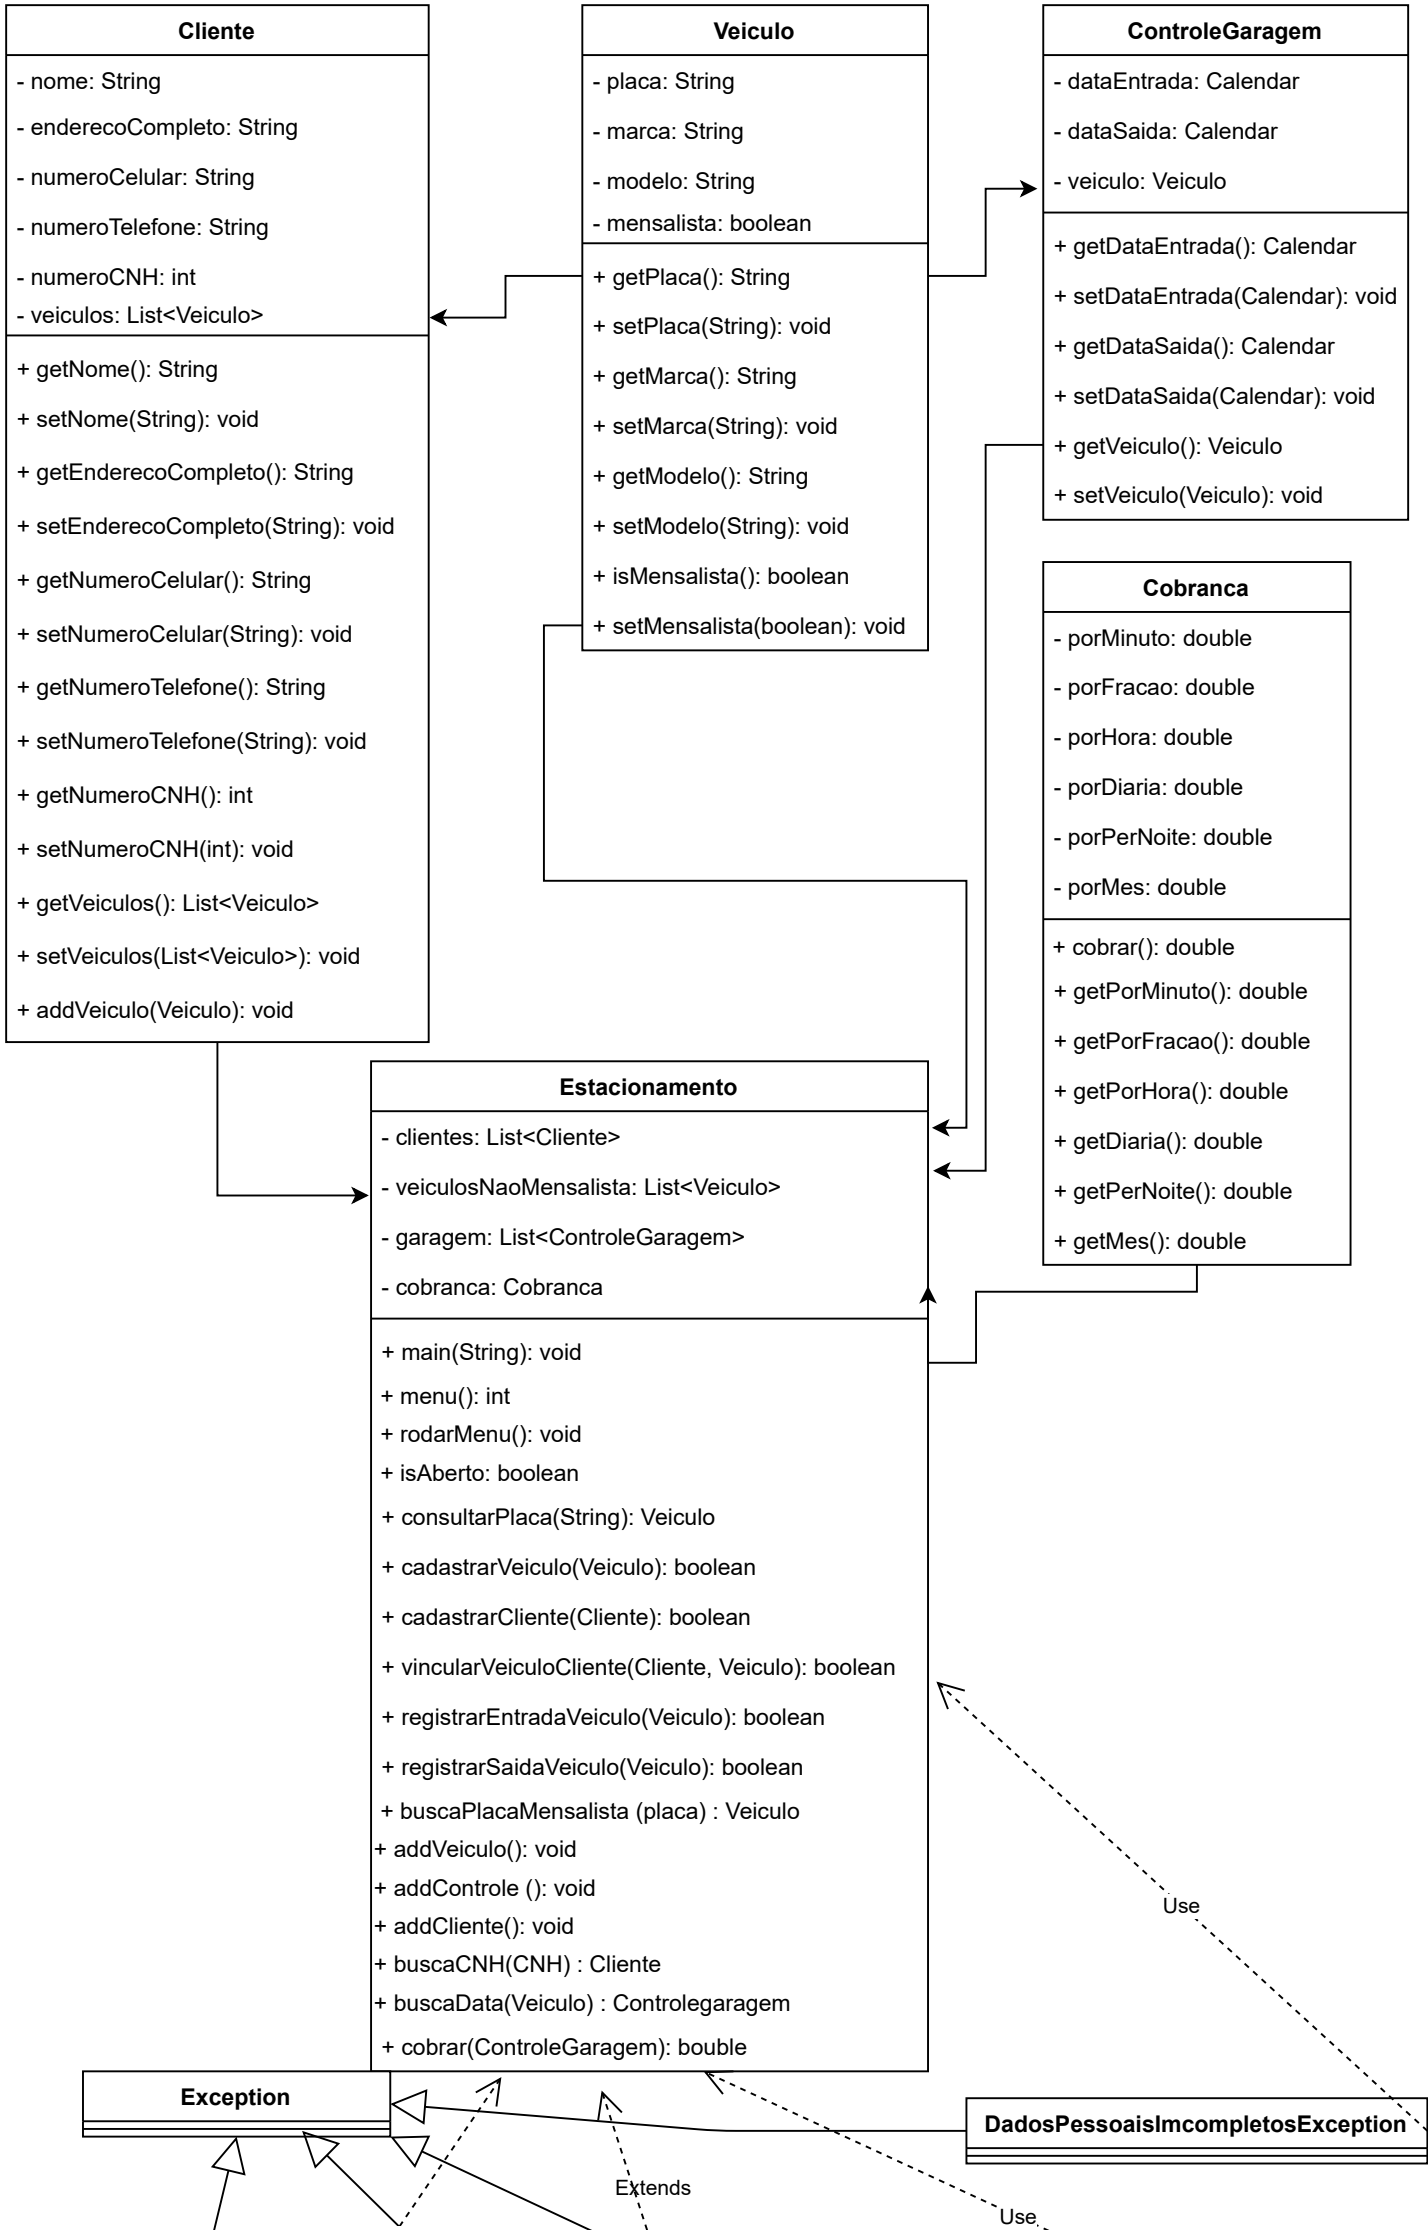 Cliente
- nome: String
- enderecoCompleto: String
- numeroCelular: String
- numeroTelefone: String
- numeroCNH: int
- veiculos: List<Veiculo>
+ getNome(): String
+ setNome(String): void
+ getEnderecoCompleto(): String
+ setEnderecoCompleto(String): void
+ getNumeroCelular(): String
+ setNumeroCelular(String): void
+ getNumeroTelefone(): String
+ setNumeroTelefone(String): void
+ getNumeroCNH(): int
+ setNumeroCNH(int): void
+ getVeiculos(): List<Veiculo>
+ setVeiculos(List<Veiculo>): void
+ addVeiculo(Veiculo): void
Veiculo
- placa: String
- marca: String
- modelo: String
- mensalista: boolean
+ getPlaca(): String
+ setPlaca(String): void
+ getMarca(): String
+ setMarca(String): void
+ getModelo(): String
+ setModelo(String): void
+ isMensalista(): boolean
+ setMensalista(boolean): void
ControleGaragem
- dataEntrada: Calendar
- dataSaida: Calendar
- veiculo: Veiculo
+ getDataEntrada(): Calendar
+ setDataEntrada(Calendar): void
+ getDataSaida(): Calendar
+ setDataSaida(Calendar): void
+ getVeiculo(): Veiculo
+ setVeiculo(Veiculo): void
Cobranca
- porMinuto: double
- porFracao: double
- porHora: double
- porDiaria: double
- porPerNoite: double
- porMes: double
+ cobrar(): double
+ getPorMinuto(): double
+ getPorFracao(): double
+ getPorHora(): double
+ getDiaria(): double
+ getPerNoite(): double
+ getMes(): double
Estacionamento
- clientes: List<Cliente>
- veiculosNaoMensalista: List<Veiculo>
- garagem: List<ControleGaragem>
- cobranca: Cobranca
+ main(String): void
+ menu(): int
+ rodarMenu(): void
+ isAberto: boolean
+ consultarPlaca(String): Veiculo
+ cadastrarVeiculo(Veiculo): boolean
+ cadastrarCliente(Cliente): boolean
+ vincularVeiculoCliente(Cliente, Veiculo): boolean
+ registrarEntradaVeiculo(Veiculo): boolean
+ registrarSaidaVeiculo(Veiculo): boolean
+ buscaPlacaMensalista (placa) : Veiculo
+ addVeiculo(): void
+ addControle (): void
+ addCliente(): void
+ buscaCNH(CNH) : Cliente
+ buscaData(Veiculo) : Controlegaragem
+ cobrar(ControleGaragem): bouble
Use
Exception
DadosPessoaisImcompletosException
Extends
Use